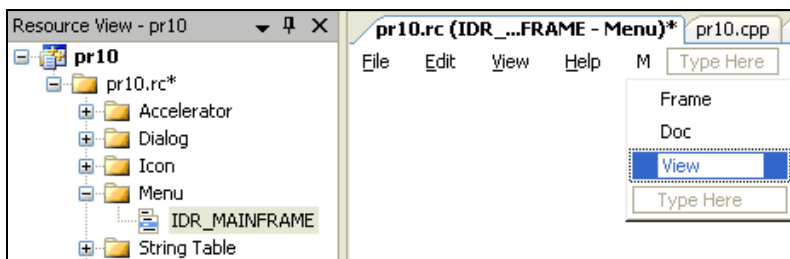 Resource View - pr10
pr10
pr10.rc*
Accelerator
Dialog
Icon
Menu
IDR_MAINFRAME
String Table
pr10.rc (IDR_...FRAME - Menu)* pr10.cpp
File Edit View Help M Type Here
Frame
Doc
View
Type Here